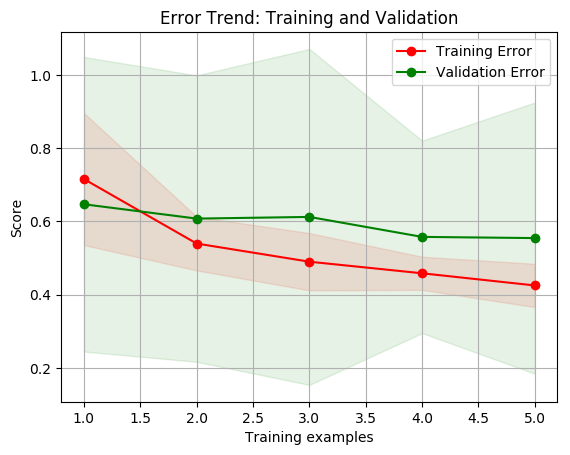 Error Trend: Training and Validation
Training Error
Validation Error
Score
1.0
0.8
0.6
0.4
0.2
1.0 1.5 2.0 2.5 3.0 3.5 4.0 4.5 5.0
Training examples